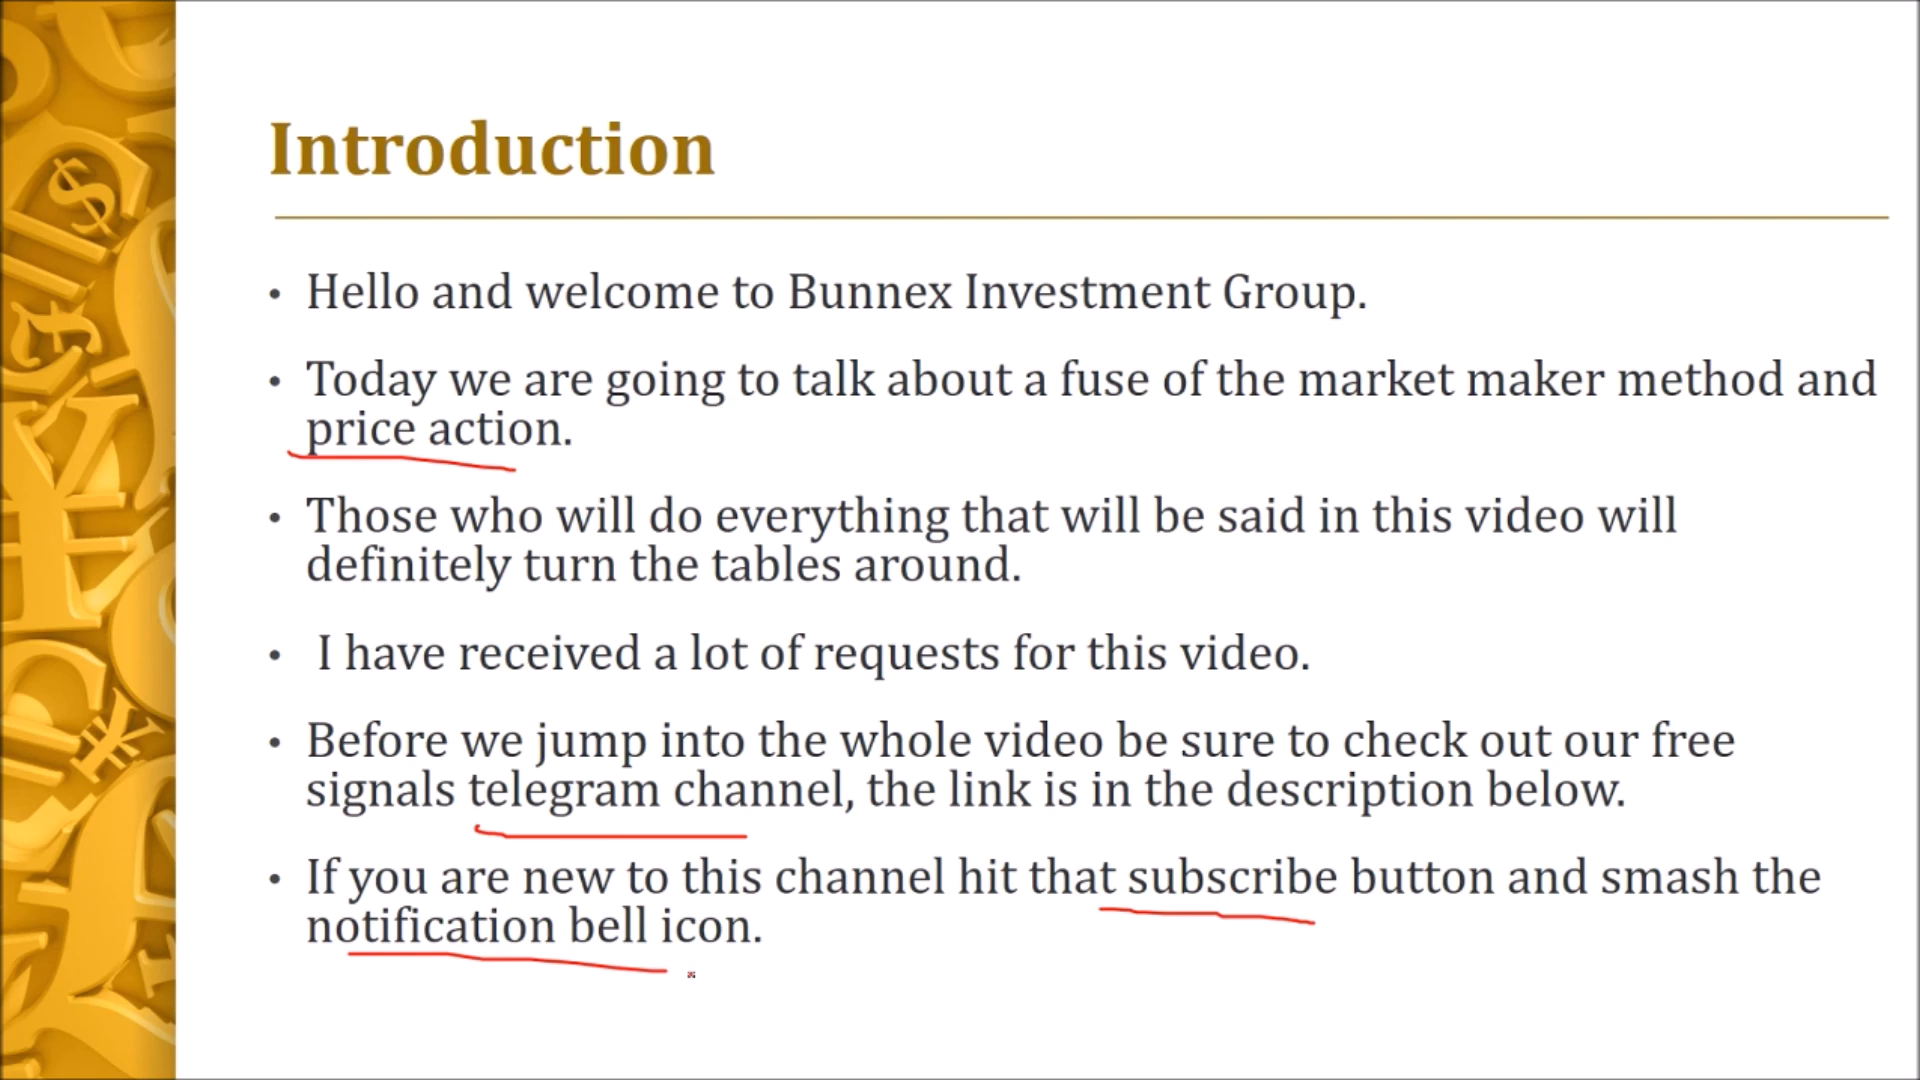 Introduction
• Hello and welcome to Bunnex Investment Group.
• Today we are going to talk about a fuse of the market maker method and
price action.
• Those who will do everything that will be said in this video will
definitely turn the tables around.
• I have received a lot of requests for this video.
• Before we jump into the whole video be sure to check out our free
signals telegram channel, the link is in the description below.
• If you are new to this channel hit that subscribe button and smash the
notification bell icon.